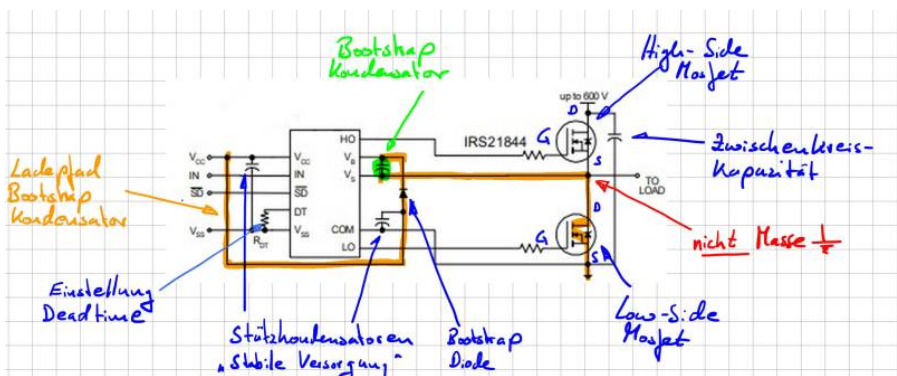 Bootstrap
Kondensator
High-Side
Mosfet
up to 600 V
D
HO
IRS21844
G
S
Zwischenkreis-
Kapazität
VCC
VCC
VB
IN
IN
VS
SD
SD
TO
LOAD
DT
D
VSS
VSS
COM
RDT
LO
G
S
Ladepfad
Bootstrap
Kondensator
nicht Masse
Einstellung
Deadtime
Stützkondensatoren
"Stabile Versorgung"
Bootstrap
Diode
Low-Side
Mosfet